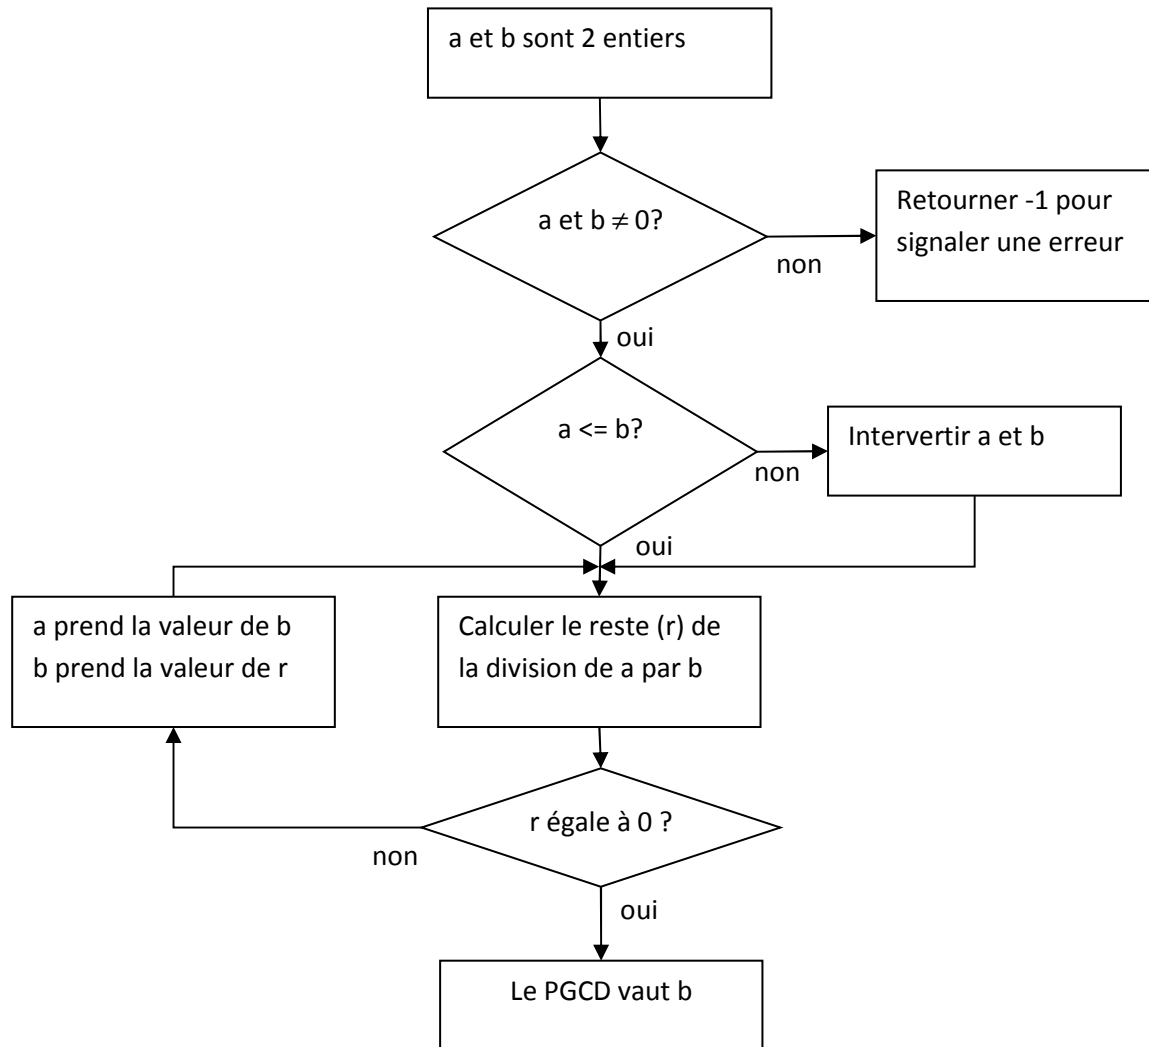 a et b sont 2 entiers
a et b ≠ 0?
non
Retourner -1 pour
signaler une erreur
oui
a <= b?
non
Intervertir a et b
oui
a prend la valeur de b
b prend la valeur de r
Calculer le reste (r) de
la division de a par b
r égale à 0 ?
non
oui
Le PGCD vaut b